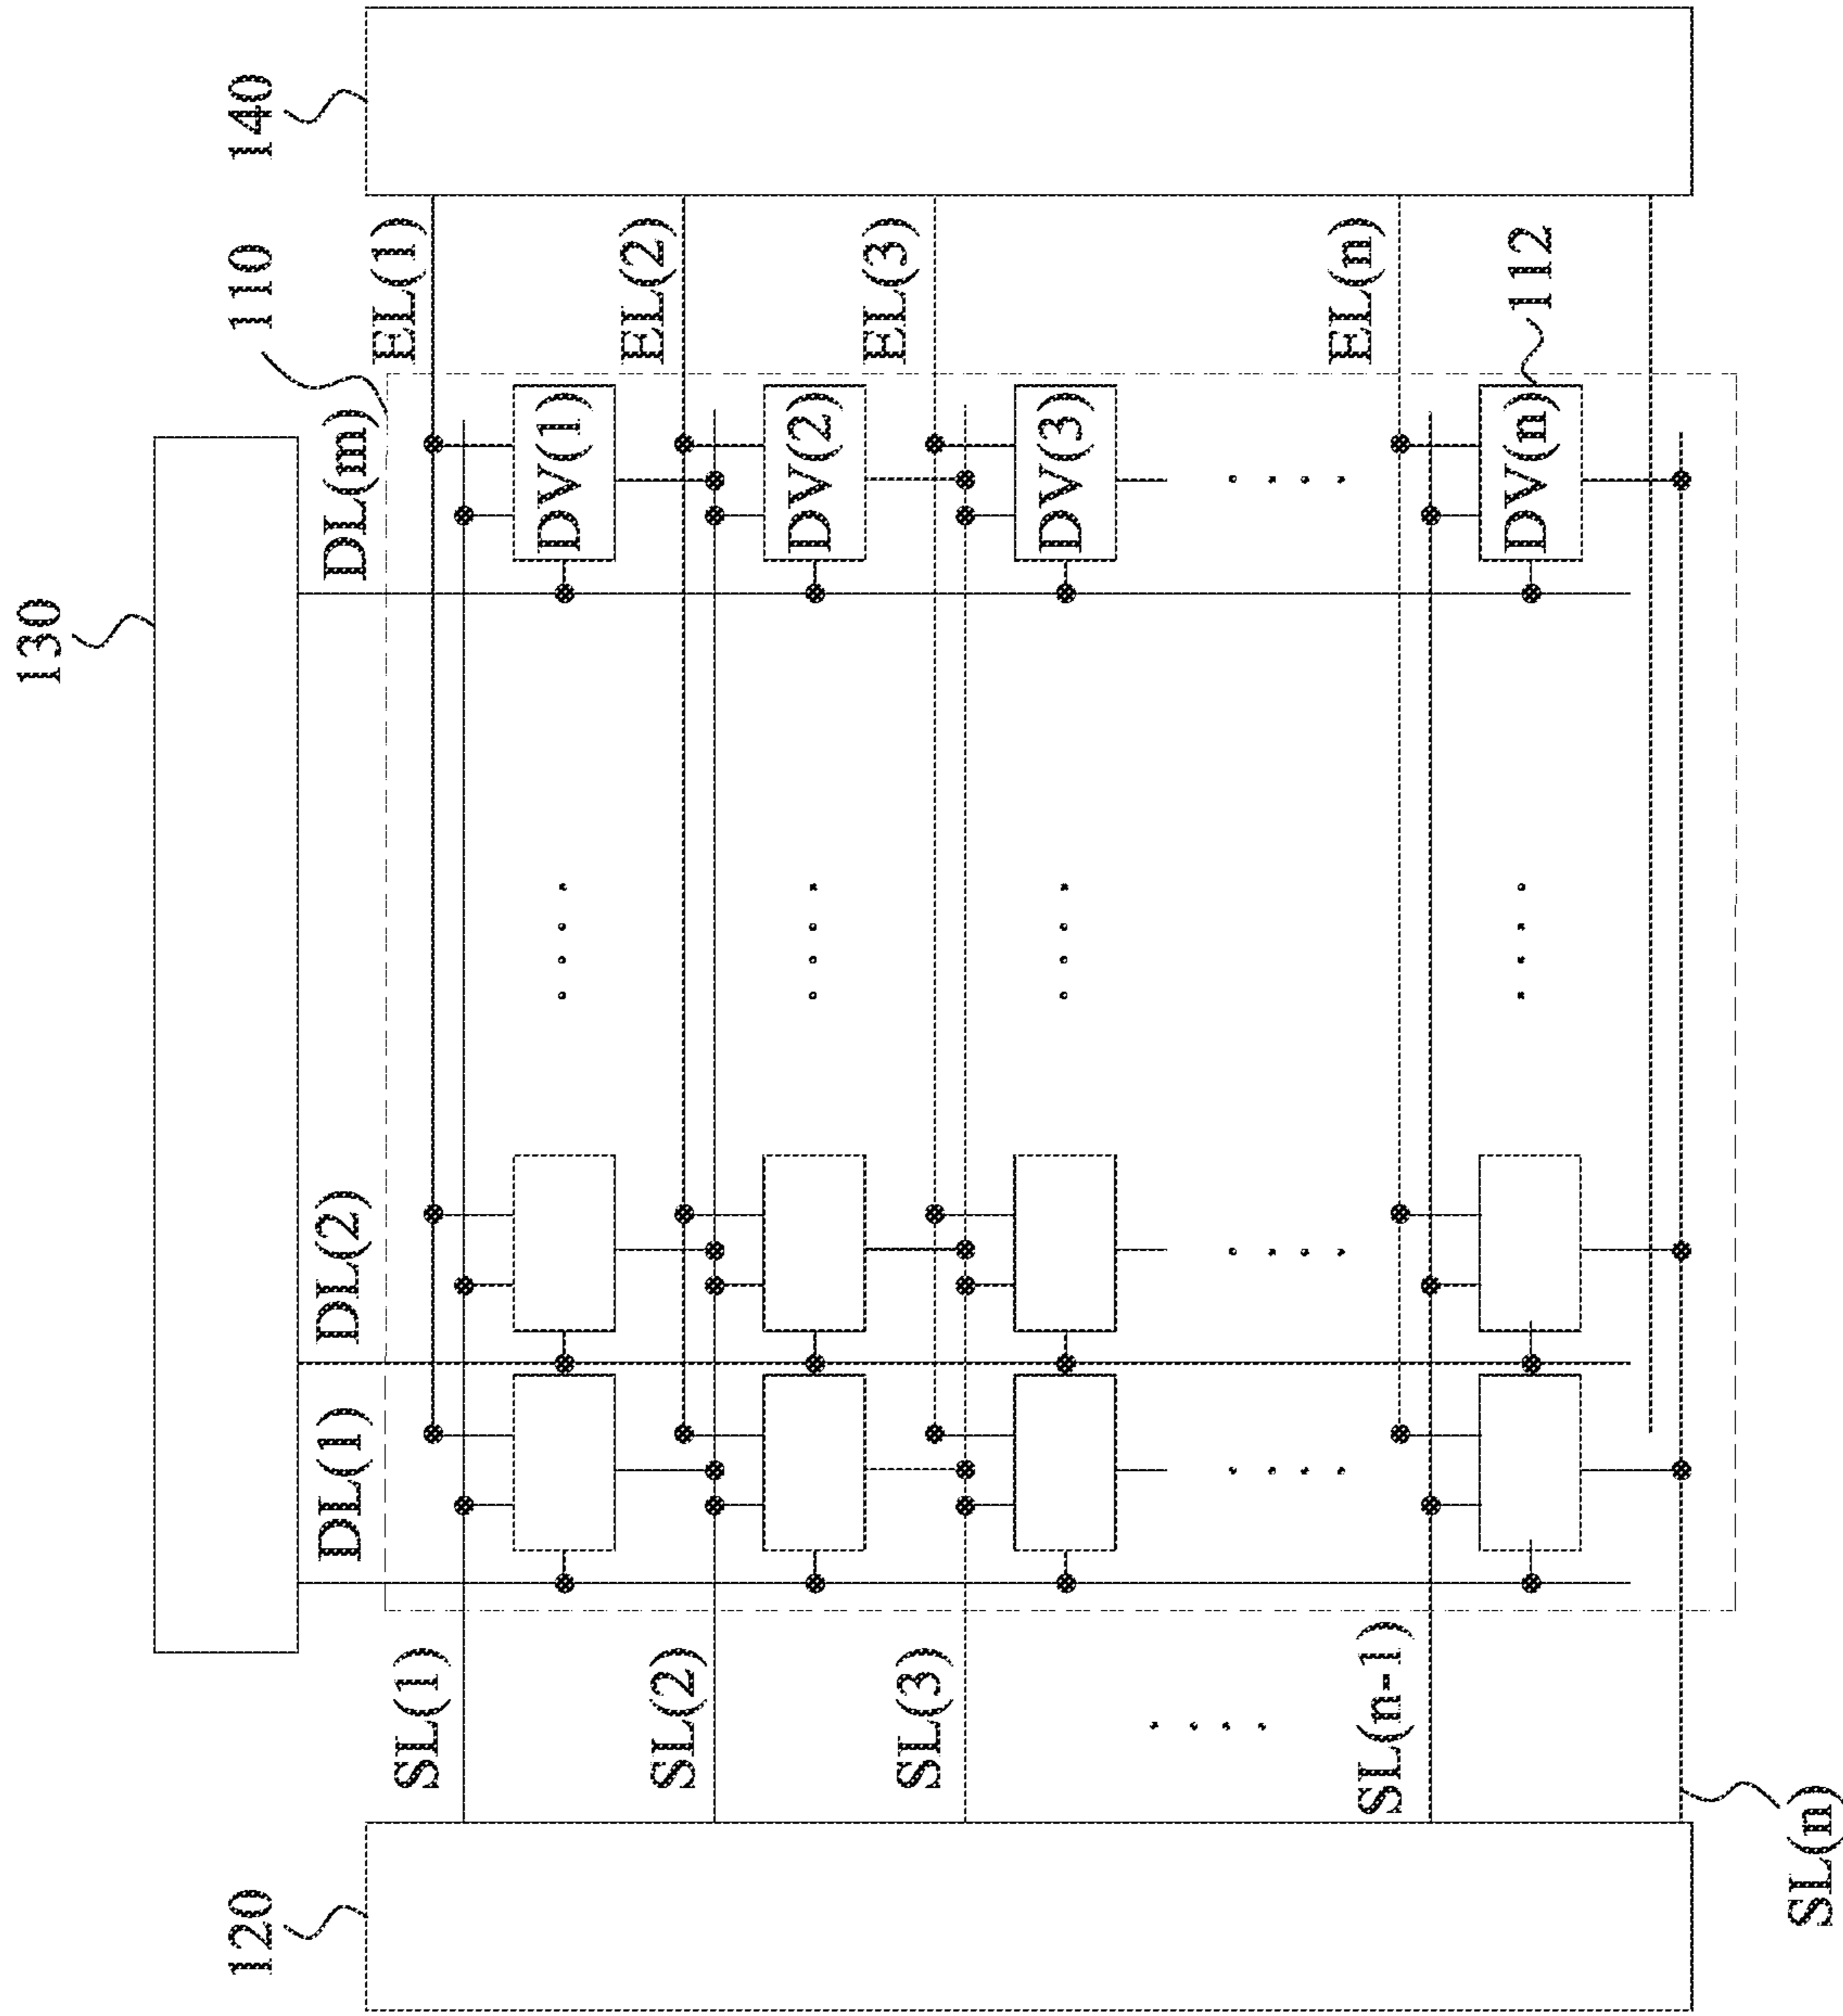 130
120
110
140
DL(1)
DL(2)
DL(m)
SL(1)
EL(1)
DV(1)
SL(2)
EL(2)
DV(2)
SL(3)
EL(3)
DV(3)
SL(n-1)
EL(n)
DV(n)
112
SL(n)